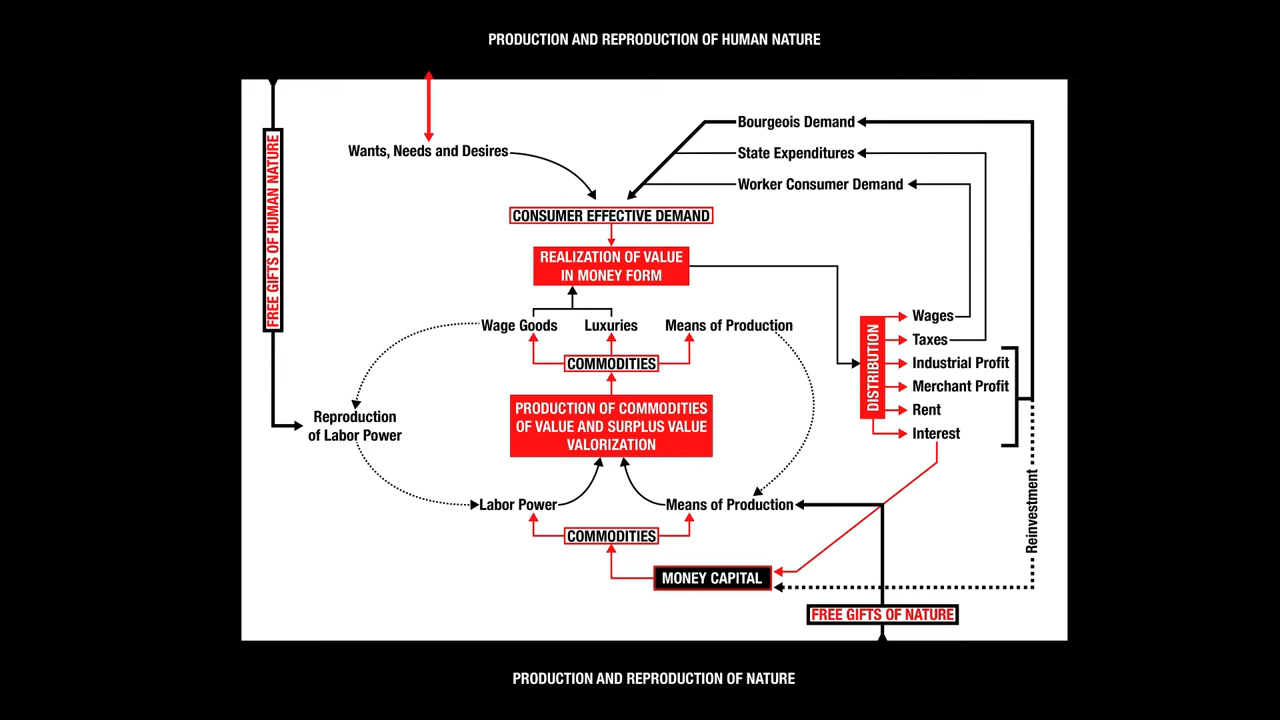 PRODUCTION AND REPRODUCTION OF HUMAN NATURE
FREE GIFTS OF HUMAN NATURE
Wants, Needs and Desires
Bourgeois Demand
State Expenditures
Worker Consumer Demand
CONSUMER EFFECTIVE DEMAND
REALIZATION OF VALUE
IN MONEY FORM
Wage Goods
Luxuries
Means of Production
COMMODITIES
DISTRIBUTION
Wages
Taxes
Industrial Profit
Merchant Profit
Rent
Interest
PRODUCTION OF COMMODITIES
OF VALUE AND SURPLUS VALUE
VALORIZATION
Reproduction
of Labor Power
Labor Power
Means of Production
COMMODITIES
Reinvestment
MONEY CAPITAL
FREE GIFTS OF NATURE
PRODUCTION AND REPRODUCTION OF NATURE